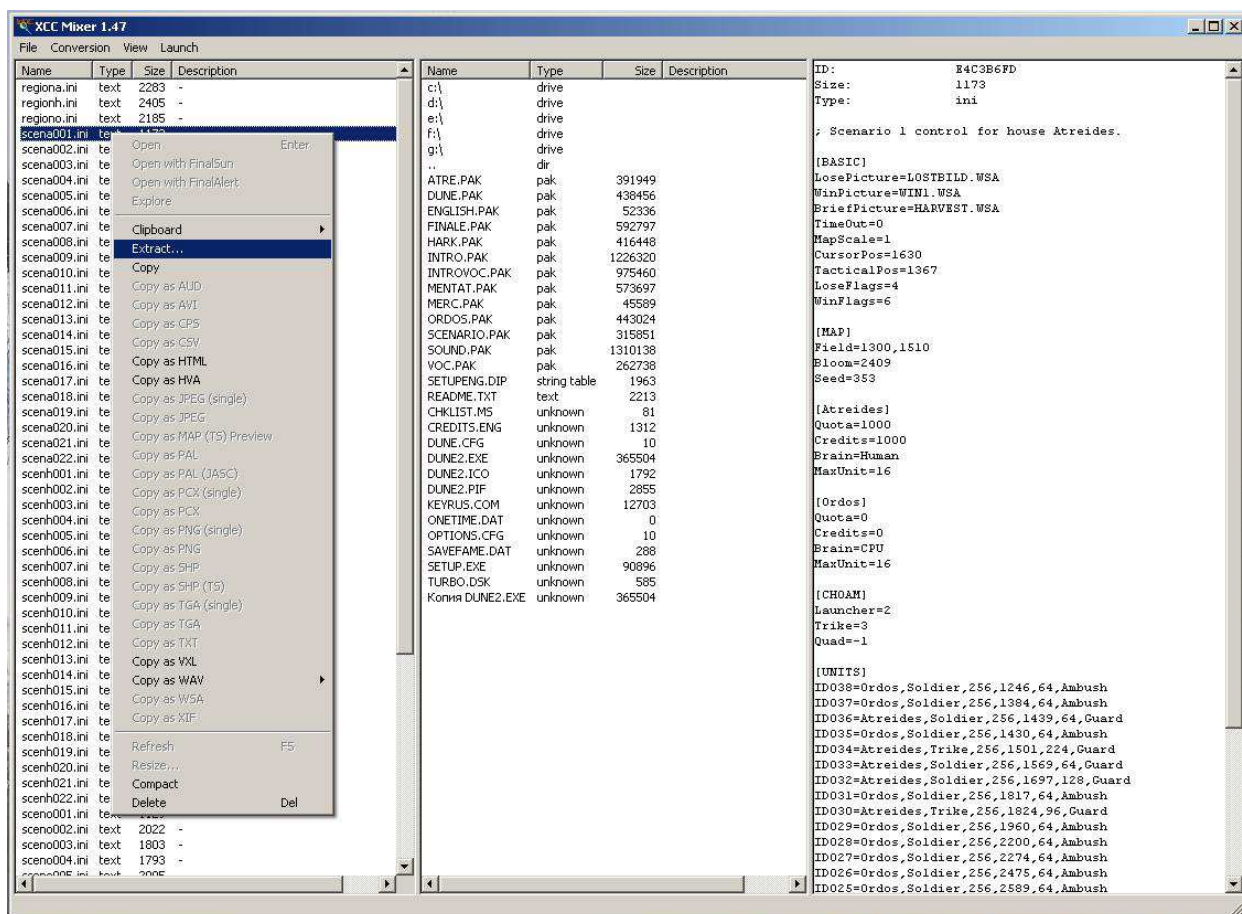 XCC Mixer 1.47
File Conversion View Launch
Name Type Size Description
regiona.ini text 2283 -
regionh.ini text 2405 -
regiono.ini text 2185 -
scena001.ini text 1173
scena002.ini te
scena003.ini te
scena004.ini te
scena005.ini te
scena006.ini te
scena007.ini te
scena008.ini te
scena009.ini te
scena010.ini te
scena011.ini te
scena012.ini te
scena013.ini te
scena014.ini te
scena015.ini te
scena016.ini te
scena017.ini te
scena018.ini te
scena019.ini te
scena020.ini te
scena021.ini te
scena022.ini te
scenh001.ini te
scenh002.ini te
scenh003.ini te
scenh004.ini te
scenh005.ini te
scenh006.ini te
scenh007.ini te
scenh008.ini te
scenh009.ini te
scenh010.ini te
scenh011.ini te
scenh012.ini te
scenh013.ini te
scenh014.ini te
scenh015.ini te
scenh016.ini te
scenh017.ini te
scenh018.ini te
scenh019.ini te
scenh020.ini te
scenh021.ini te
scenh022.ini te
sceno001.ini text 1129
sceno002.ini text 2022 -
sceno003.ini text 1803 -
sceno004.ini text 1793 -
sceno005.ini text 2005
Open Enter
Open with FinalSun
Open with FinalAlert
Explore
Clipboard
Extract...
Copy
Copy as AUD
Copy as AVI
Copy as CPS
Copy as CSV
Copy as HTML
Copy as HVA
Copy as JPEG (single)
Copy as JPEG
Copy as MAP (TS) Preview
Copy as PAL
Copy as PAL (JASC)
Copy as PCX (single)
Copy as PCX
Copy as PNG (single)
Copy as PNG
Copy as SHP
Copy as SHP (TS)
Copy as TGA (single)
Copy as TGA
Copy as TXT
Copy as VXL
Copy as WAV
Copy as WSA
Copy as XIF
Refresh F5
Resize...
Compact
Delete Del
Name Type Size Description
c:\ drive
d:\ drive
e:\ drive
f:\ drive
g:\ drive
.. dir
ATRE.PAK pak 391949
DUNE.PAK pak 438456
ENGLISH.PAK pak 52336
FINALE.PAK pak 592797
HARK.PAK pak 416448
INTRO.PAK pak 1226320
INTROVOC.PAK pak 975460
MENTAT.PAK pak 573697
MERC.PAK pak 45589
ORDOS.PAK pak 443024
SCENARIO.PAK pak 315851
SOUND.PAK pak 1310138
VOC.PAK pak 262738
SETUPENG.DIP string table 1963
README.TXT text 2213
CHKLIST.MS unknown 81
CREDITS.ENG unknown 1312
DUNE.CFG unknown 10
DUNE2.EXE unknown 365504
DUNE2.ICO unknown 1792
DUNE2.PIF unknown 2855
KEYRUS.COM unknown 12703
ONETIME.DAT unknown 0
OPTIONS.CFG unknown 10
SAVEFAME.DAT unknown 288
SETUP.EXE unknown 90896
TURBO.DSK unknown 585
Копия DUNE2.EXE unknown 365504
ID: E4C3B6FD
Size: 1173
Type: ini
; Scenario 1 control for house Atreides.
[BASIC]
LosePicture=LOSTBILD.WSA
WinPicture=WIN1.WSA
BriefPicture=HARVEST.WSA
TimeOut=0
MapScale=1
CursorPos=1630
TacticalPos=1367
LoseFlags=4
WinFlags=6
[MAP]
Field=1300,1510
Bloom=2409
Seed=353
[Atreides]
Quota=1000
Credits=1000
Brain=Human
MaxUnit=16
[Ordos]
Quota=0
Credits=0
Brain=CPU
MaxUnit=16
[CHOAM]
Launcher=2
Trike=3
Quad=-1
[UNITS]
ID038=Ordos,Soldier,256,1246,64,Ambush
ID037=Ordos,Soldier,256,1384,64,Ambush
ID036=Atreides,Soldier,256,1439,64,Guard
ID035=Ordos,Soldier,256,1430,64,Ambush
ID034=Atreides,Trike,256,1501,224,Guard
ID033=Atreides,Soldier,256,1569,64,Guard
ID032=Atreides,Soldier,256,1697,128,Guard
ID031=Ordos,Soldier,256,1817,64,Ambush
ID030=Atreides,Trike,256,1824,96,Guard
ID029=Ordos,Soldier,256,1960,64,Ambush
ID028=Ordos,Soldier,256,2200,64,Ambush
ID027=Ordos,Soldier,256,2274,64,Ambush
ID026=Ordos,Soldier,256,2475,64,Ambush
ID025=Ordos,Soldier,256,2589,64,Ambush